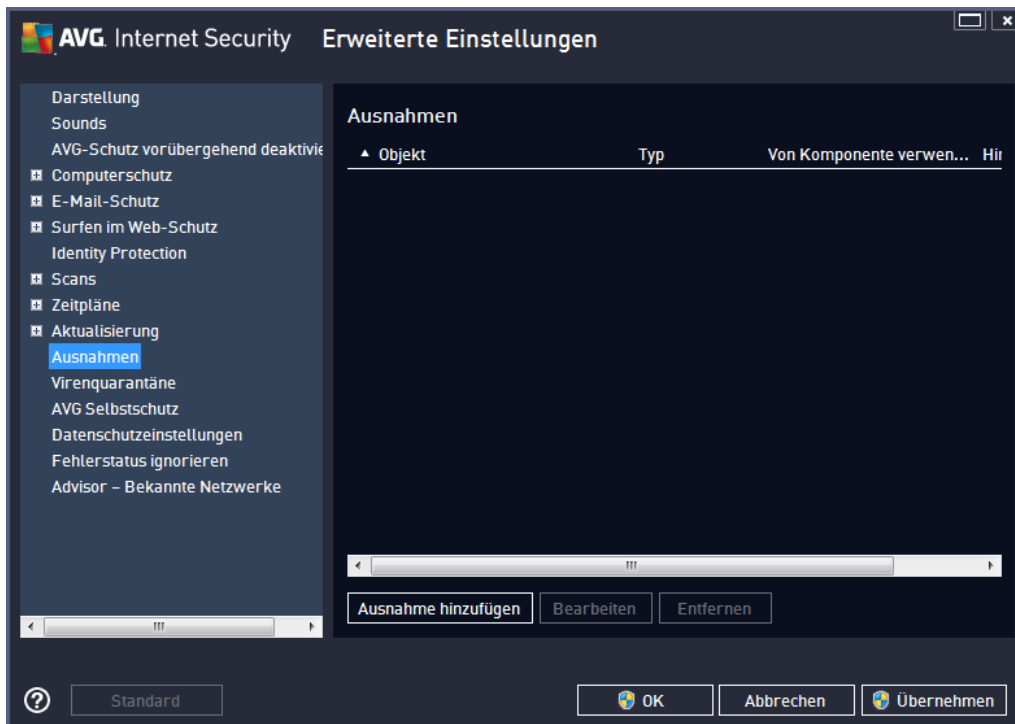 AVG. Internet Security Erweiterte Einstellungen
Darstellung
Sounds
AVG-Schutz vorübergehend deaktivie
Computerschutz
E-Mail-Schutz
Surfen im Web-Schutz
Identity Protection
Scans
Zeitpläne
Aktualisierung
Ausnahmen
Virenquarantäne
AVG Selbstschutz
Datenschutzeinstellungen
Fehlerstatus ignorieren
Advisor – Bekannte Netzwerke
Ausnahmen
Objekt Typ Von Komponente verwen... Hin
Ausnahme hinzufügen Bearbeiten Entfernen
Standard OK Abbrechen Übernehmen